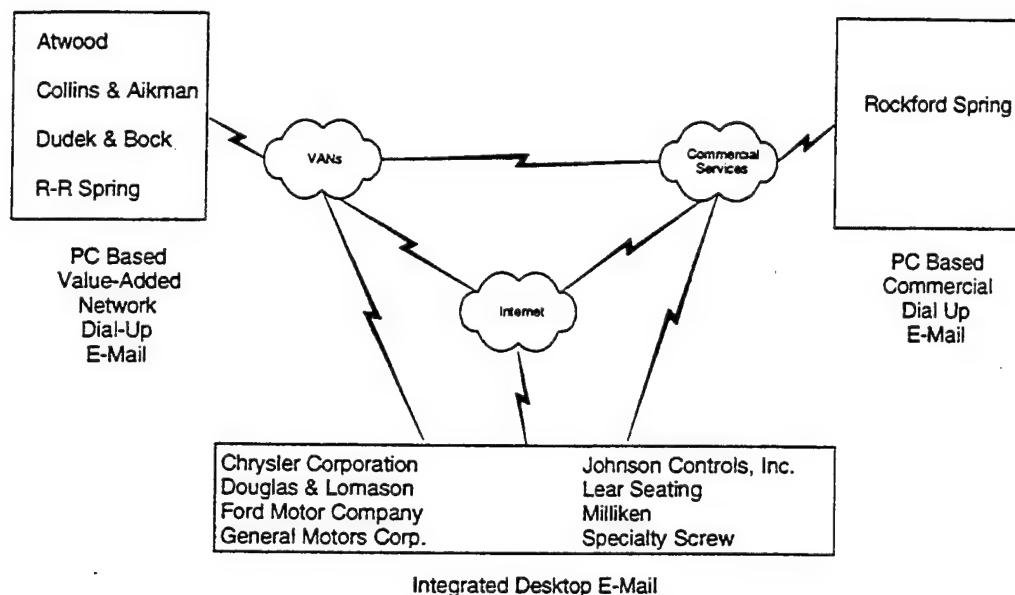 Atwood
Collins & Aikman
Dudek & Bock
R-R Spring
PC Based
Value-Added
Network
Dial-Up
E-Mail
VANs
Commercial
Services
Internet
Rockford Spring
PC Based
Commercial
Dial Up
E-Mail
Chrysler Corporation
Douglas & Lomason
Ford Motor Company
General Motors Corp.
Johnson Controls, Inc.
Lear Seating
Milliken
Specialty Screw
Integrated Desktop E-Mail